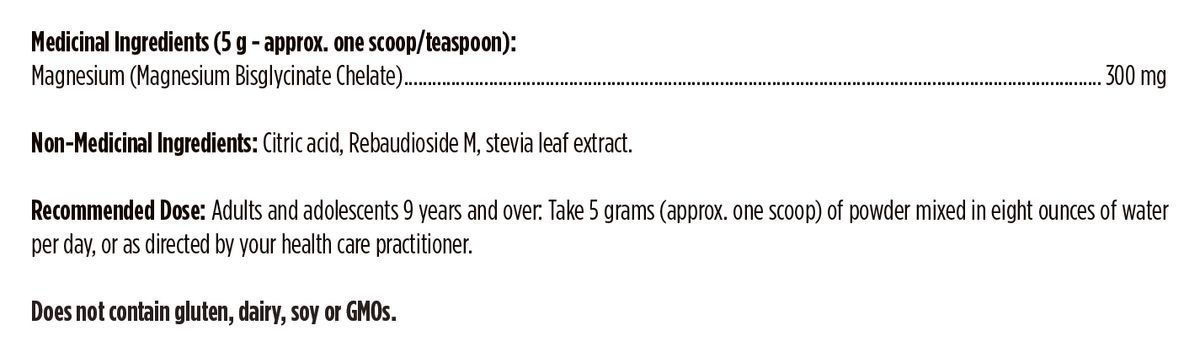 Medicinal Ingredients (5 g - approx. one scoop/teaspoon):
Magnesium (Magnesium Bisglycinate Chelate)........................................................................................................................................................ 300 mg
Non-Medicinal Ingredients: Citric acid, Rebaudioside M, stevia leaf extract.
Recommended Dose: Adults and adolescents 9 years and over: Take 5 grams (approx. one scoop) of powder mixed in eight ounces of water
per day, or as directed by your health care practitioner.
Does not contain gluten, dairy, soy or GMOs.